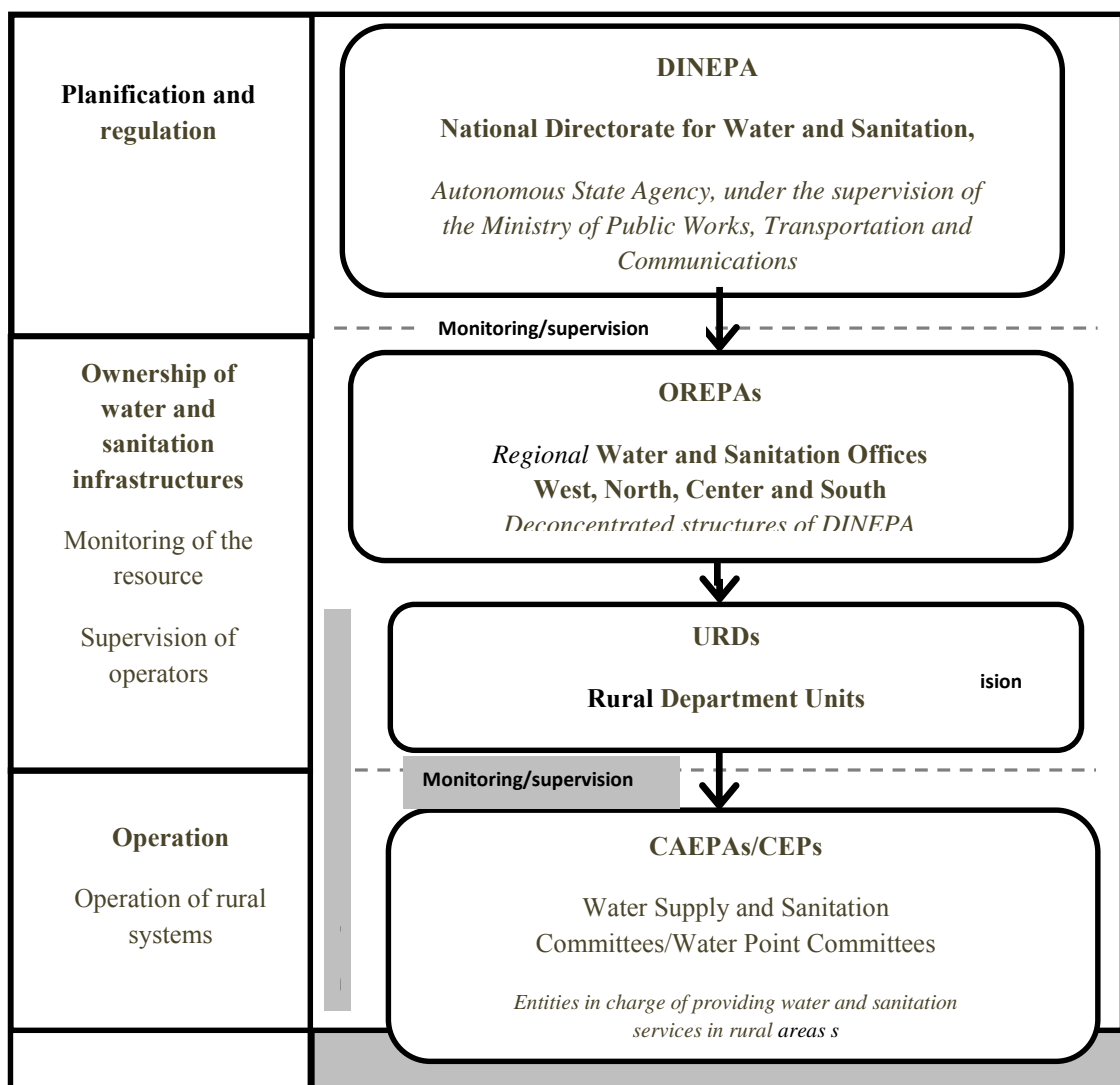 Planification and
regulation
DINEPA
National Directorate for Water and Sanitation,
Autonomous State Agency, under the supervision of
the Ministry of Public Works, Transportation and
Communications
Monitoring/supervision
Ownership of
water and
sanitation
infrastructures
Monitoring of the
resource
Supervision of
operators
OREPAs
Regional Water and Sanitation Offices
West, North, Center and South
Deconcentrated structures of DINEPA
URDs
ision
Rural Department Units
Monitoring/supervision
Operation
Operation of rural
systems
CAEPAs/CEPs
Water Supply and Sanitation
Committees/Water Point Committees
Entities in charge of providing water and sanitation
services in rural areas s